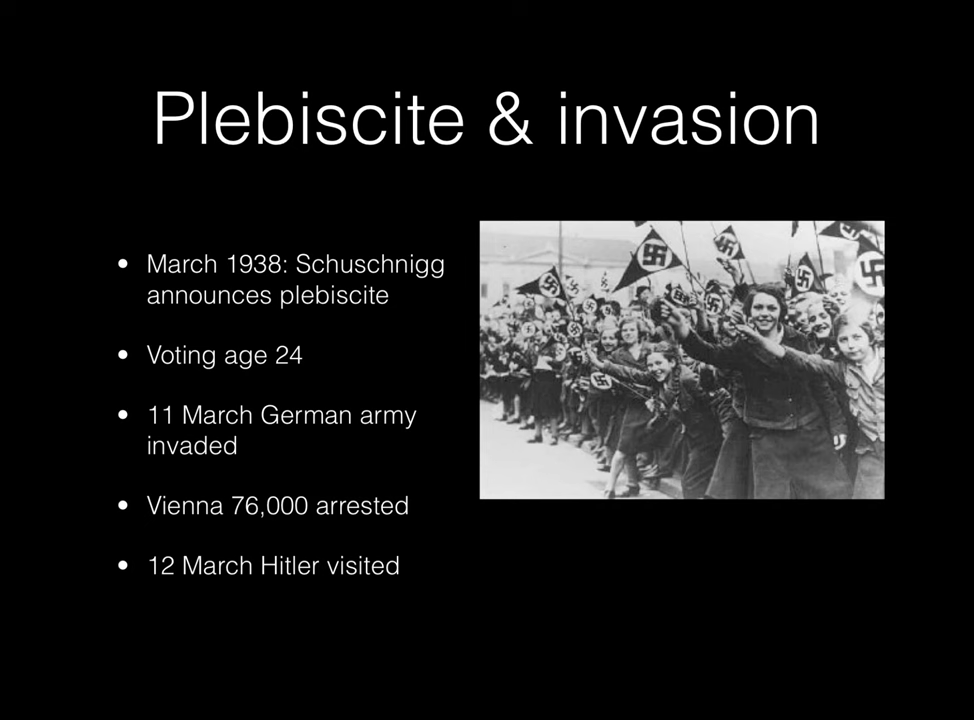 Plebiscite & invasion
• March 1938: Schuschnigg
announces plebiscite
• Voting age 24
• 11 March German army
invaded
• Vienna 76,000 arrested
• 12 March Hitler visited